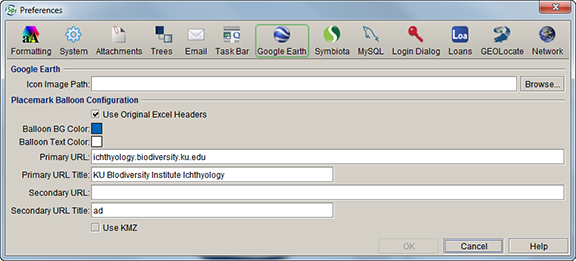 Preferences
Formatting System Attachments Trees Email Task Bar Google Earth Symbiota MySQL Login Dialog Loans GEOLocate Network
Google Earth
Icon Image Path: Browse...
Placemark Balloon Configuration
Use Original Excel Headers
Balloon BG Color:
Balloon Text Color:
Primary URL: ichthyology.biodiversity.ku.edu
Primary URL Title: KU BIodiversity Institute Ichthyology
Secondary URL:
Secondary URL Title: ad
Use KMZ
OK Cancel Help